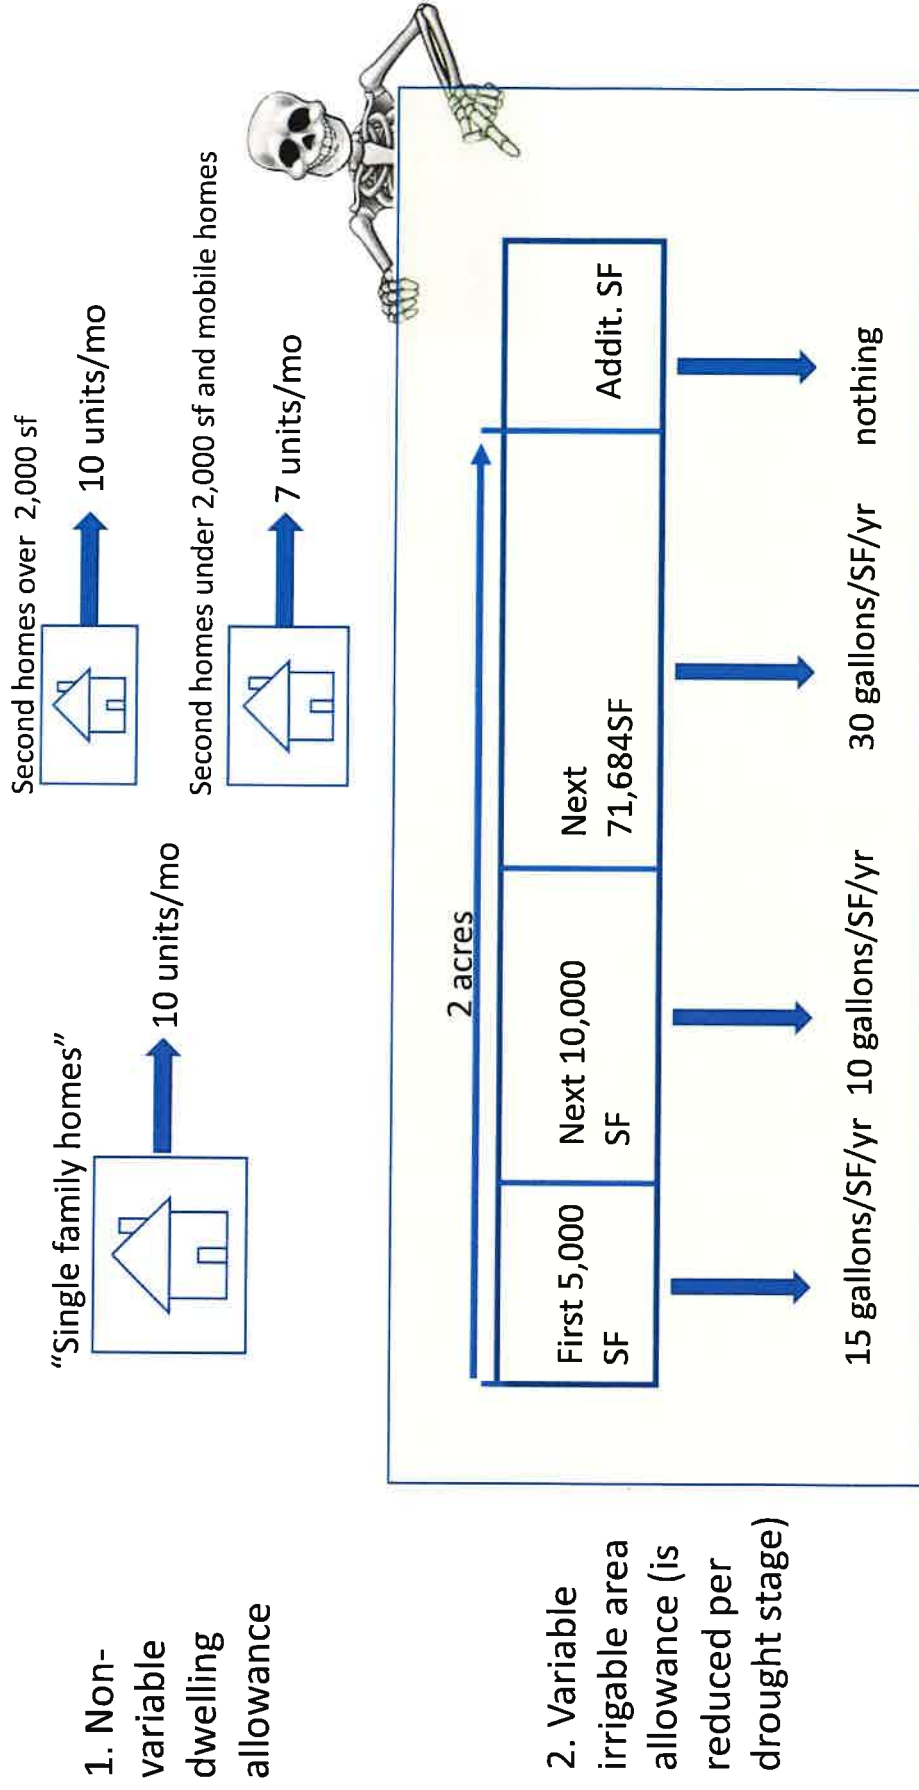 1. Non-
variable
dwelling
allowance
“Single family homes”
10 units/mo
Second homes over 2,000 sf
10 units/mo
Second homes under 2,000 sf and mobile homes
7 units/mo
2. Variable
irrigable area
allowance (is
reduced per
drought stage)
2 acres
First 5,000
SF
Next 10,000
SF
Next
71,684SF
Addit. SF
15 gallons/SF/yr
10 gallons/SF/yr
30 gallons/SF/yr
nothing